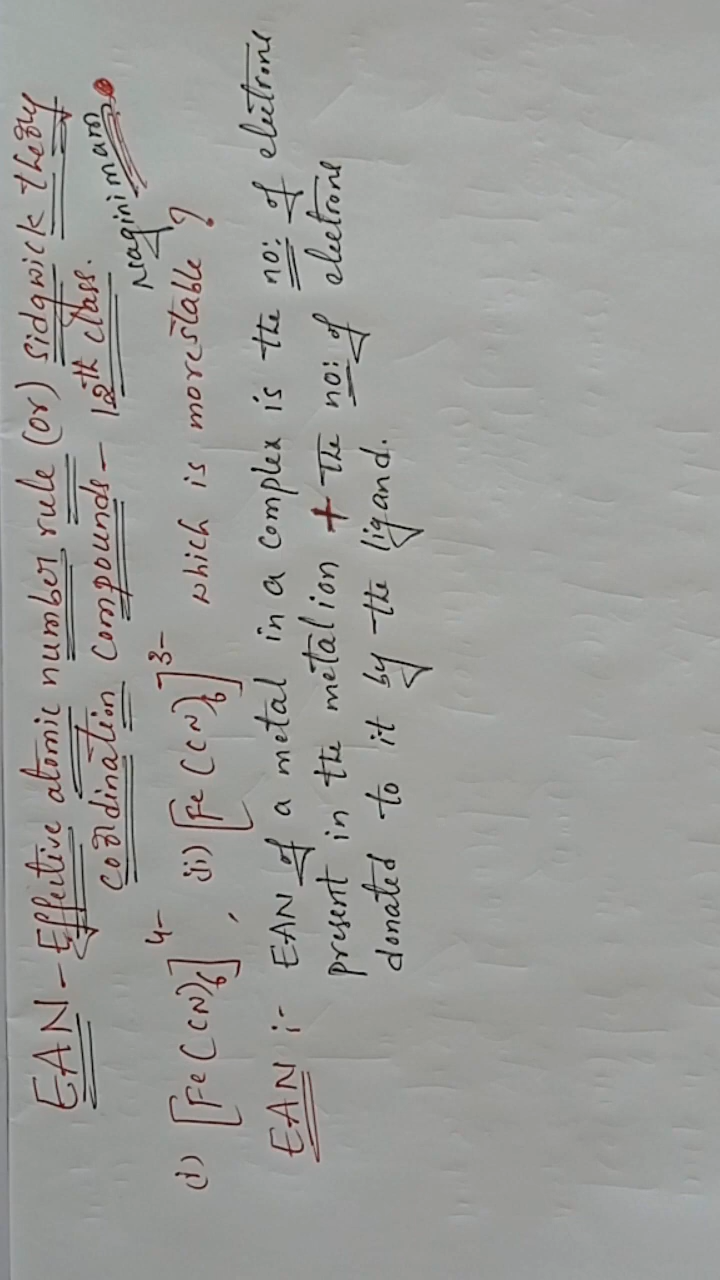 EAN - Effective atomic number rule (or) Sidgwick theory
coordination compounds - 12th class.
Raginimam
(i) [Fe(CN)6]4-, (ii) [Fe(CN)6]3- which is more stable?
EAN :- EAN of a metal in a complex is the no: of electrons
present in the metal ion + the no: of electrons
donated to it by the ligand.